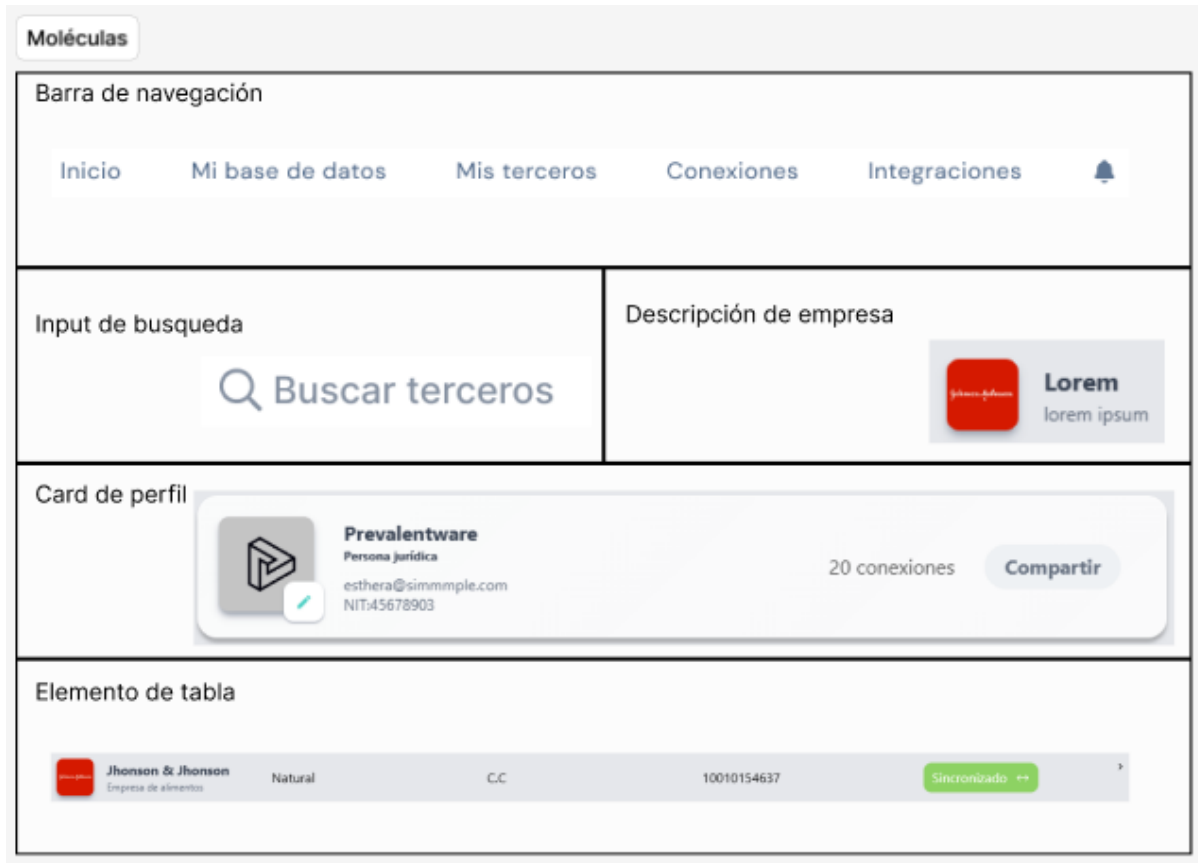 Moléculas
Barra de navegación
Inicio Mi base de datos Mis terceros Conexiones Integraciones
Input de busqueda
Buscar terceros
Descripción de empresa
Lorem
lorem ipsum
Card de perfil
Prevalentware
Persona jurídica
esthera@simmmple.com
NIT:45678903
20 conexiones Compartir
Elemento de tabla
Jhonson & Jhonson
Empresa de alimentos
Natural C.C 10010154637 Sincronizado ↔ ›